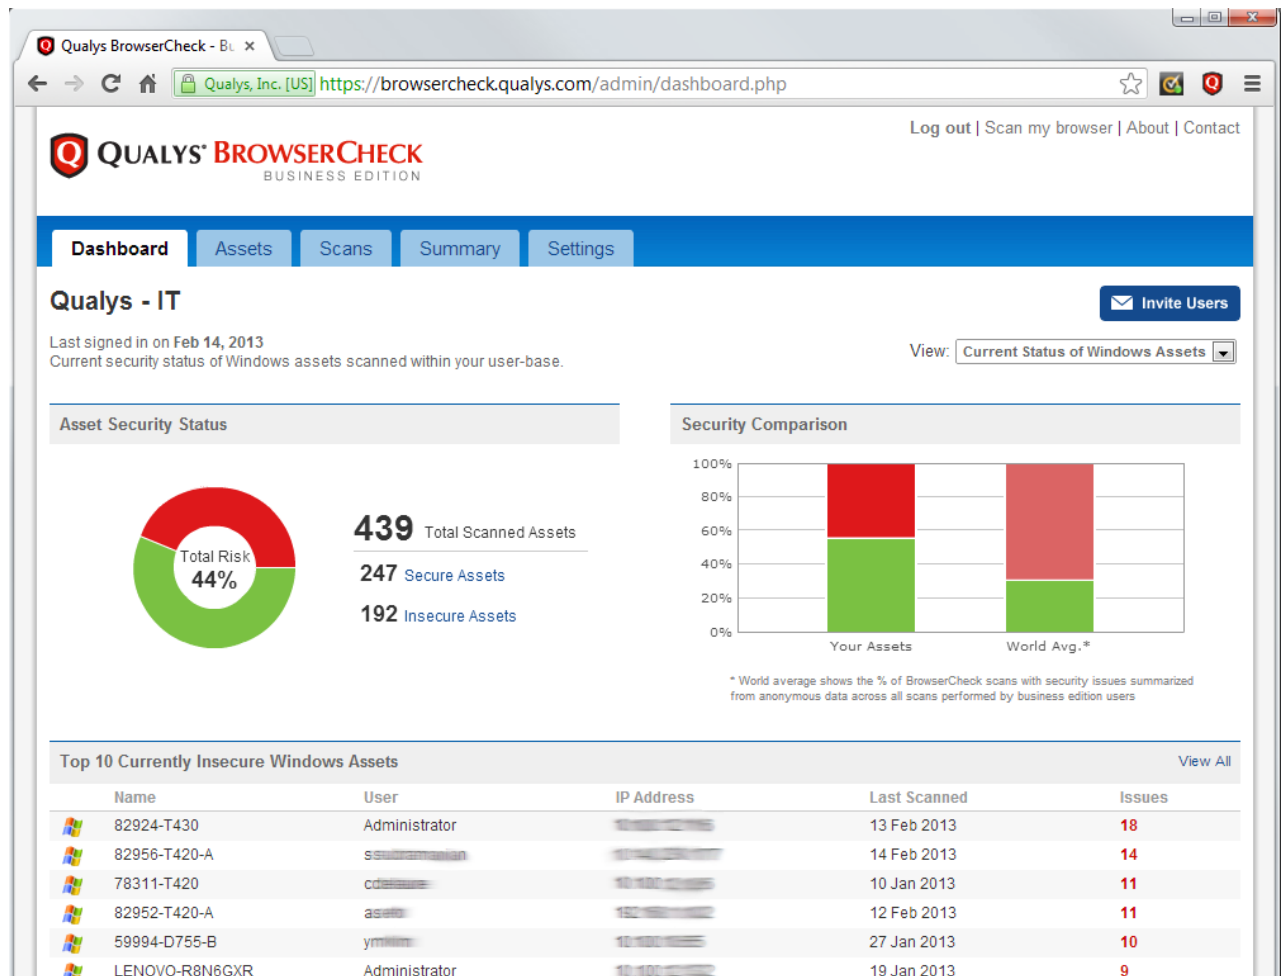 Qualys BrowserCheck - Bu
Qualys, Inc. [US] https://browsercheck.qualys.com/admin/dashboard.php
Log out | Scan my browser | About | Contact
QUALYS® BROWSERCHECK
BUSINESS EDITION
Dashboard Assets Scans Summary Settings
Qualys - IT
Invite Users
Last signed in on Feb 14, 2013
Current security status of Windows assets scanned within your user-base.
View: Current Status of Windows Assets
Asset Security Status
Total Risk
44%
439 Total Scanned Assets
247 Secure Assets
192 Insecure Assets
Security Comparison
100%
80%
60%
40%
20%
0%
Your Assets World Avg.*
* World average shows the % of BrowserCheck scans with security issues summarized
from anonymous data across all scans performed by business edition users
Top 10 Currently Insecure Windows Assets View All
Name User IP Address Last Scanned Issues
82924-T430 Administrator 13 Feb 2013 18
82956-T420-A 14 Feb 2013 14
78311-T420 10 Jan 2013 11
82952-T420-A 12 Feb 2013 11
59994-D755-B 27 Jan 2013 10
LENOVO-R8N6GXR Administrator 19 Jan 2013 9